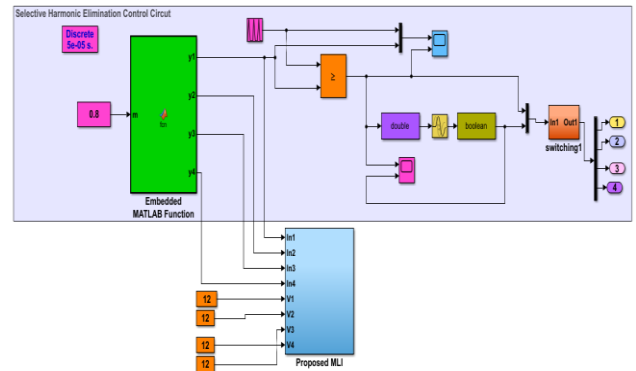 Selective Harmonic Elimination Control Circut
Discrete
5e-05 s.
0.8
m
fcn
y1
y2
y3
y4
Embedded
MATLAB Function
≥
double
boolean
In1 Out1
switching1
1
2
3
4
In1
In2
In3
In4
V1
V2
V3
V4
12
12
12
12
Proposed MLI